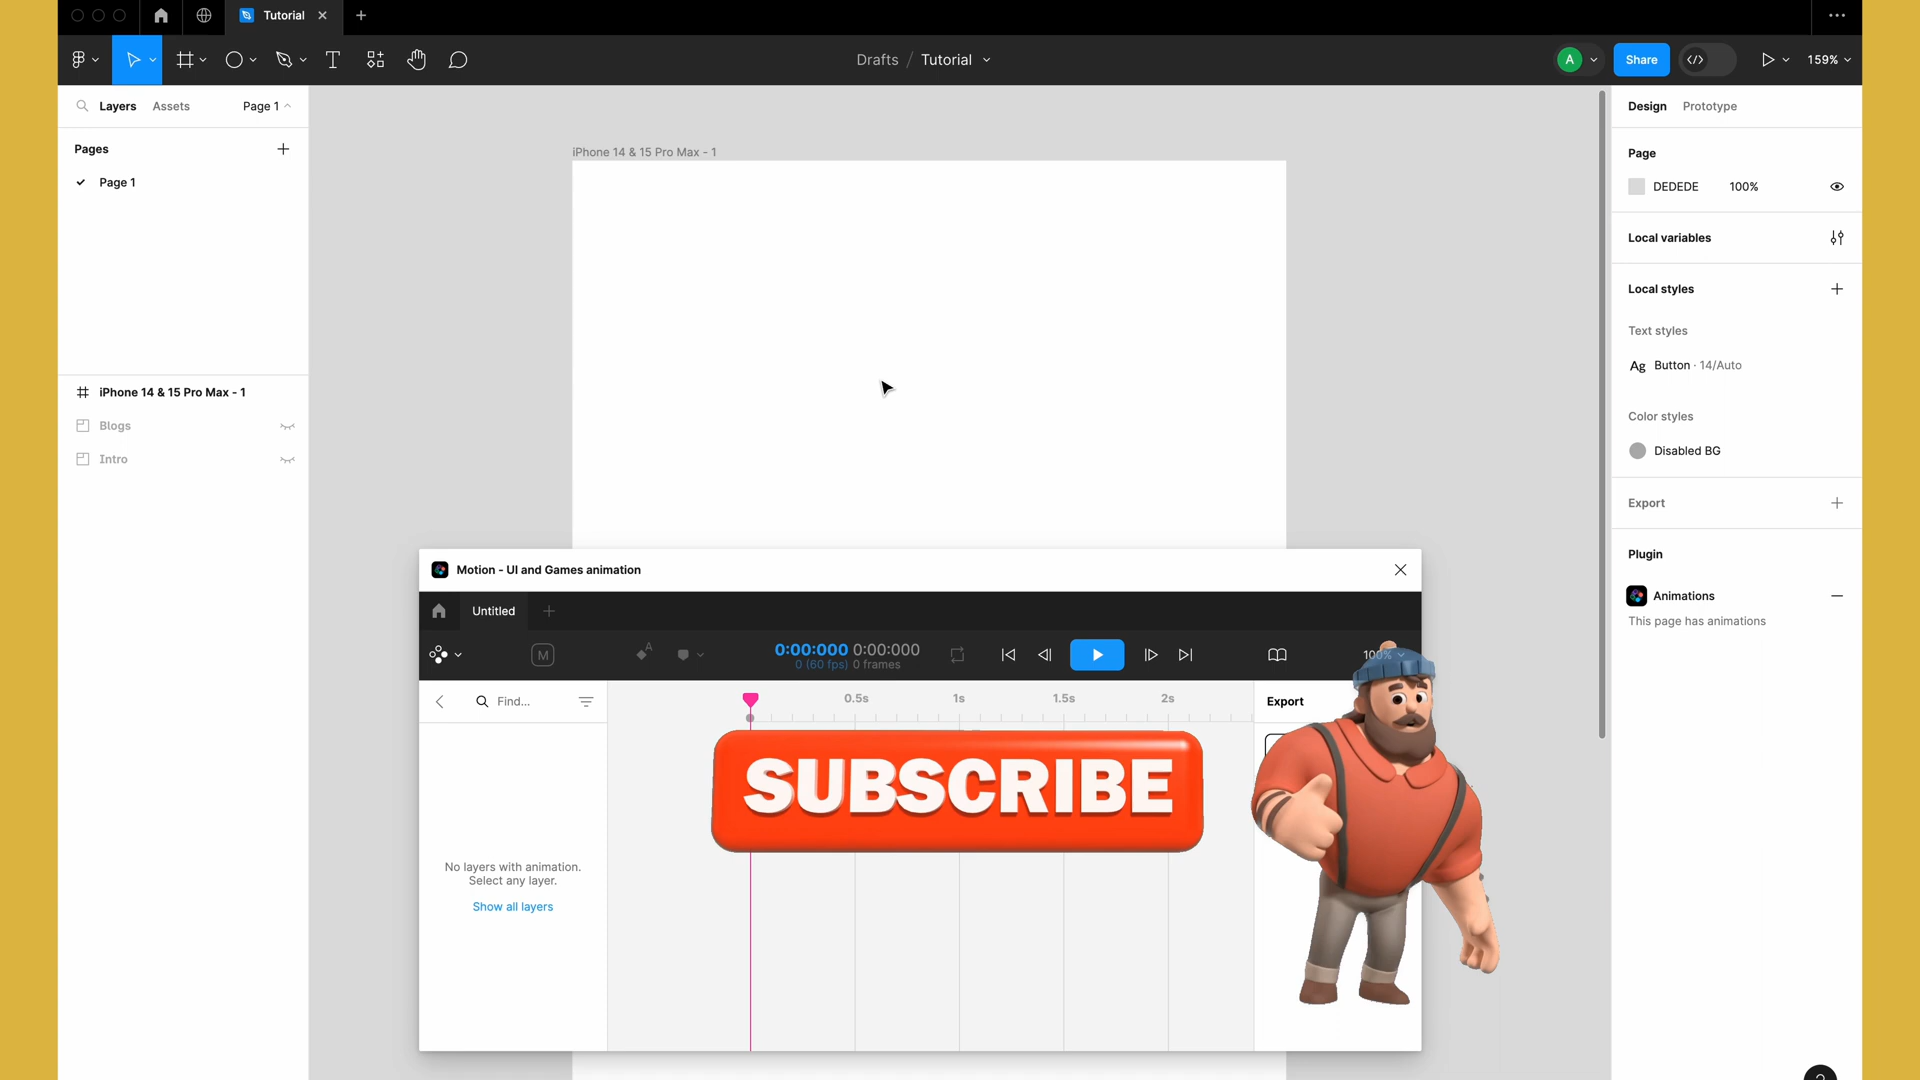 Tutorial
Drafts / Tutorial
A
Share
159%
Layers Assets Page 1
Pages
Page 1
iPhone 14 & 15 Pro Max - 1
Blogs
Intro
iPhone 14 & 15 Pro Max - 1
Motion - UI and Games animation
Untitled
M
A
0:00:000 0:00:000
0 (60 fps) 0 frames
100%
Find...
0.5s 1s 1.5s 2s
Export
SUBSCRIBE
No layers with animation.
Select any layer.
Show all layers
Design Prototype
Page
DEDEDE 100%
Local variables
Local styles
Text styles
Ag Button · 14/Auto
Color styles
Disabled BG
Export
Plugin
Animations
This page has animations